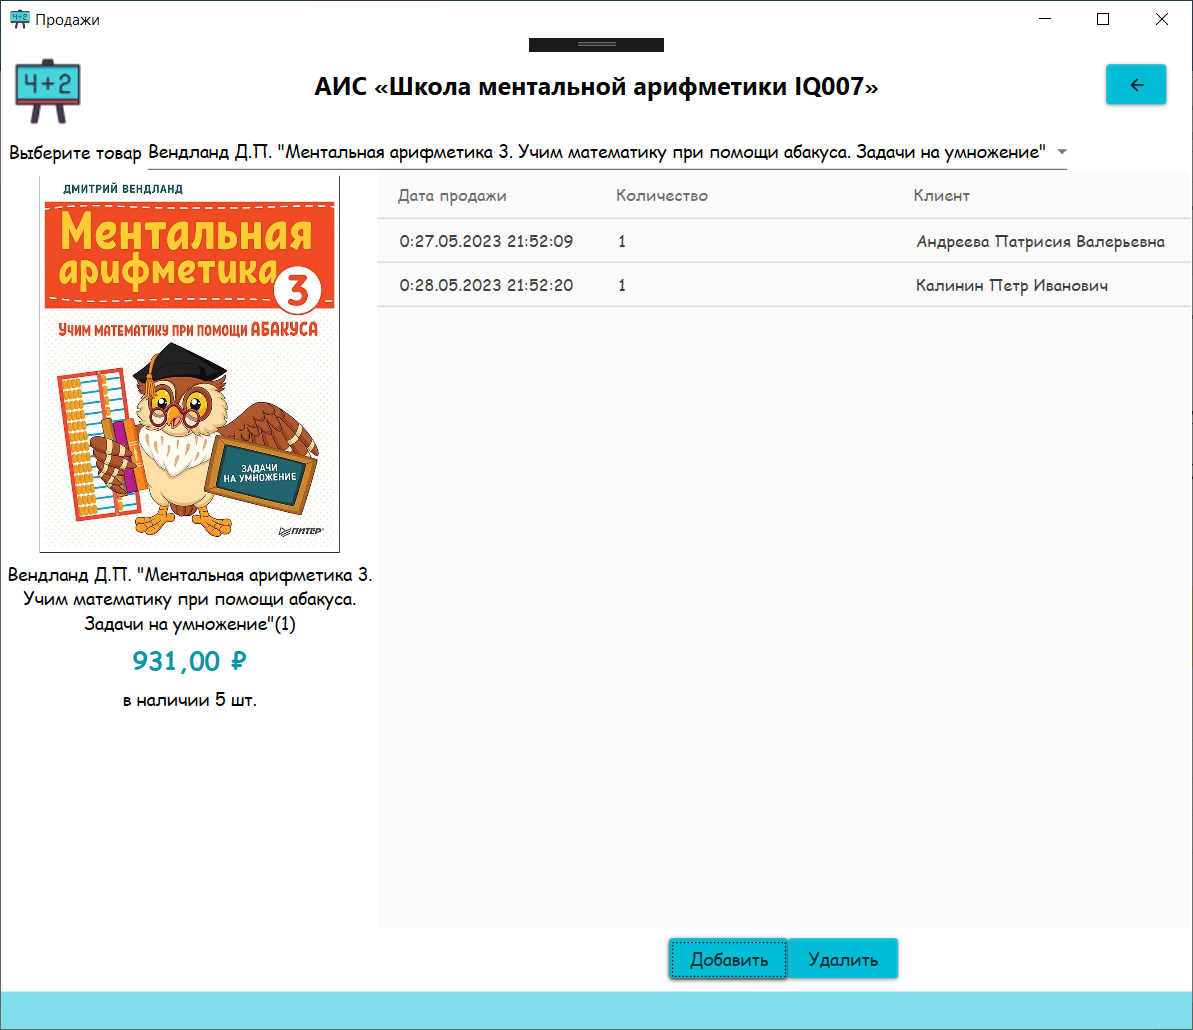 4+2 Продажи
4+2
АИС «Школа ментальной арифметики IQ007»
Выберите товар Вендланд Д.П. "Ментальная арифметика 3. Учим математику при помощи абакуса. Задачи на умножение"
ДМИТРИЙ ВЕНДЛАНД
Ментальная
арифметика
3
УЧИМ МАТЕМАТИКУ ПРИ ПОМОЩИ АБАКУСА
ЗАДАЧИ
НА УМНОЖЕНИЕ
ПИТЕР®
Вендланд Д.П. "Ментальная арифметика 3.
Учим математику при помощи абакуса.
Задачи на умножение"(1)
931,00 ₽
в наличии 5 шт.
Дата продажи Количество Клиент
0:27.05.2023 21:52:09 1 Андреева Патрисия Валерьевна
0:28.05.2023 21:52:20 1 Калинин Петр Иванович
Добавить Удалить